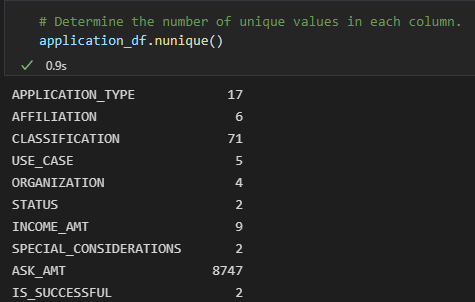 # Determine the number of unique values in each column.
application_df.nunique()
✓ 0.9s
APPLICATION_TYPE 17
AFFILIATION 6
CLASSIFICATION 71
USE_CASE 5
ORGANIZATION 4
STATUS 2
INCOME_AMT 9
SPECIAL_CONSIDERATIONS 2
ASK_AMT 8747
IS_SUCCESSFUL 2